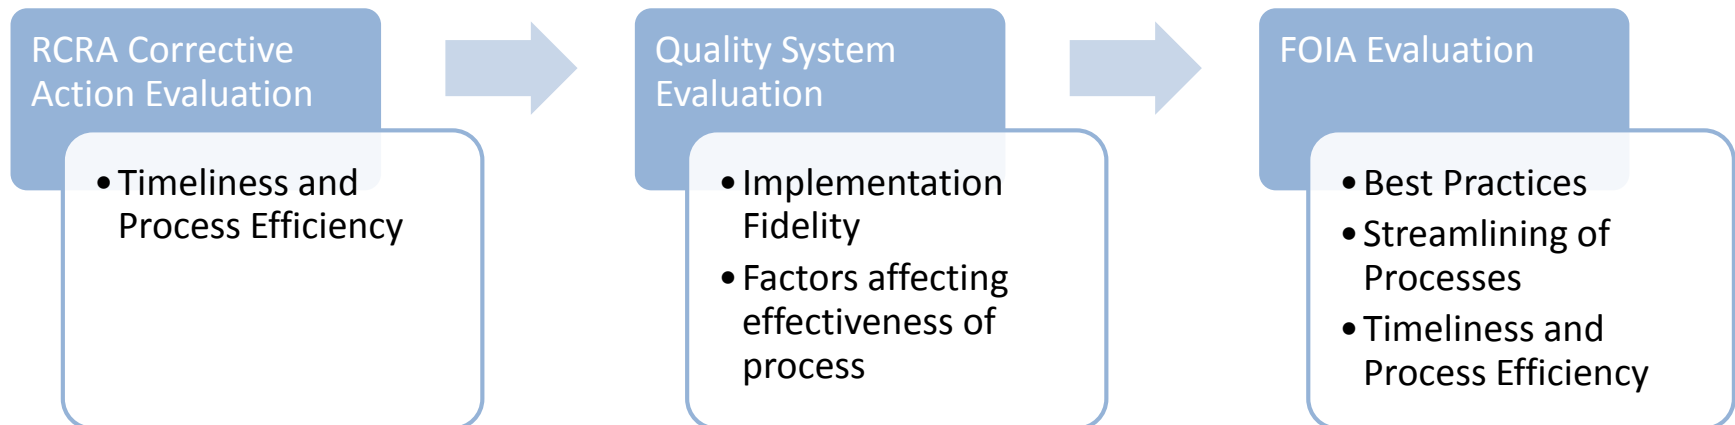 RCRA Corrective
Action Evaluation
• Timeliness and
Process Efficiency
Quality System
Evaluation
• Implementation
Fidelity
• Factors affecting
effectiveness of
process
FOIA Evaluation
• Best Practices
• Streamlining of
Processes
• Timeliness and
Process Efficiency